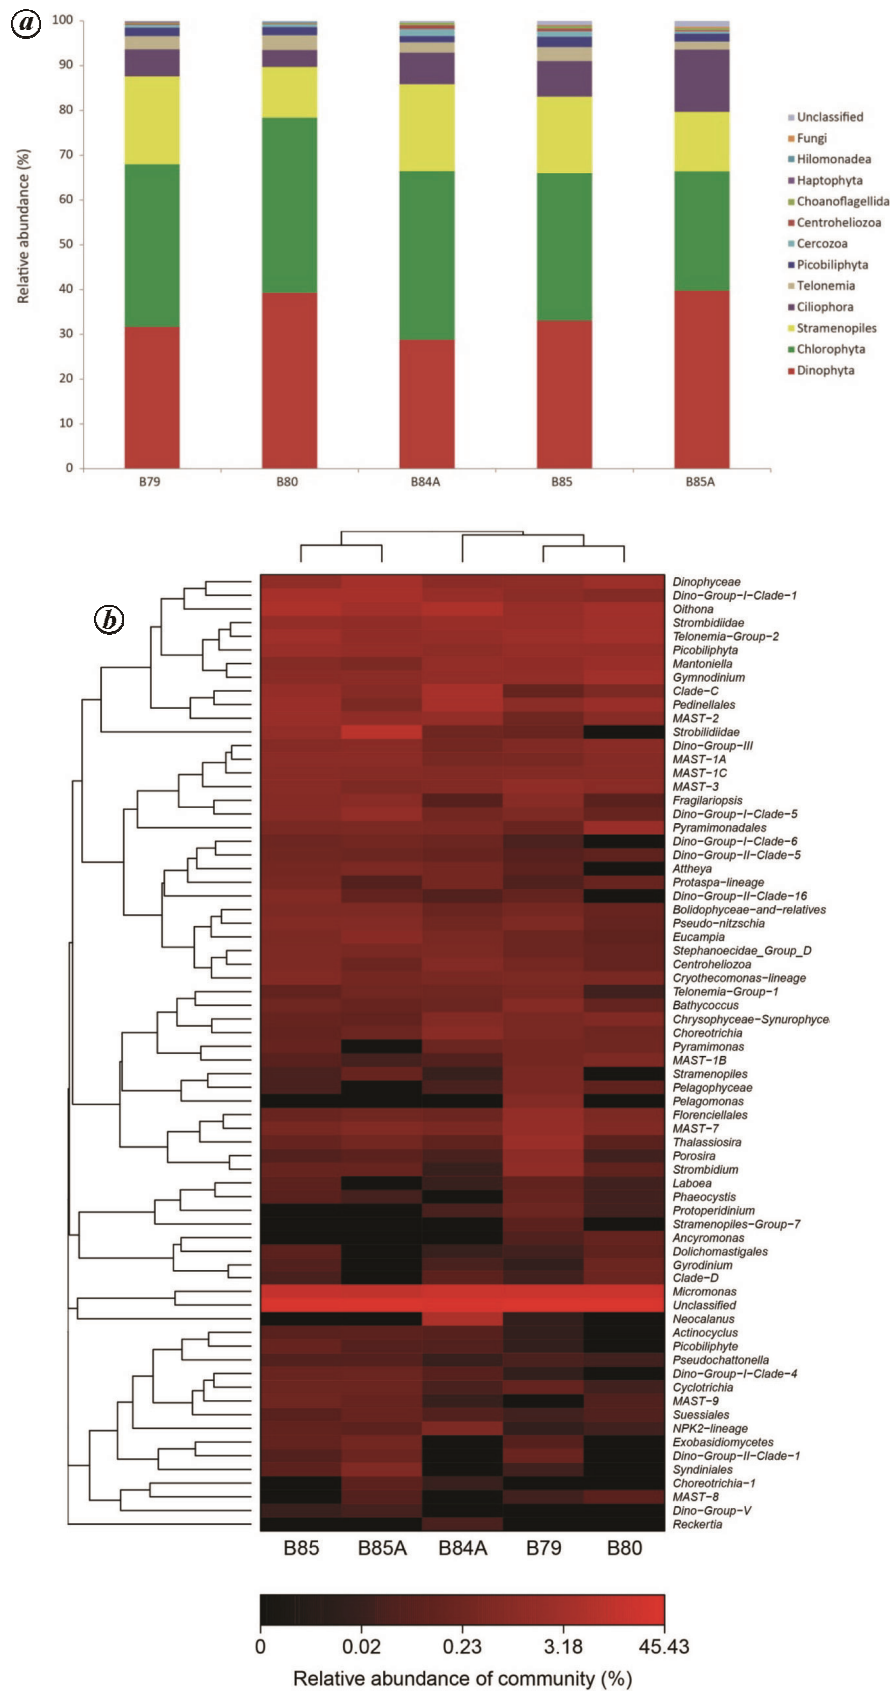 a
Relative abundance (%)
100
90
80
70
60
50
40
30
20
10
0
B79 B80 B84A B85 B85A
Unclassified
Fungi
Hilomonadea
Haptophyta
Choanoflagellida
Centroheliozoa
Cercozoa
Picobiliphyta
Telonemia
Ciliophora
Stramenopiles
Chlorophyta
Dinophyta
b
Dinophyceae
Dino-Group-I-Clade-1
Oithona
Strombidiidae
Telonemia-Group-2
Picobiliphyta
Mantoniella
Gymnodinium
Clade-C
Pedinellales
MAST-2
Strobilidiidae
Dino-Group-III
MAST-1A
MAST-1C
MAST-3
Fragilariopsis
Dino-Group-I-Clade-5
Pyramimonadales
Dino-Group-I-Clade-6
Dino-Group-II-Clade-5
Attheya
Protaspa-lineage
Dino-Group-II-Clade-16
Bolidophyceae-and-relatives
Pseudo-nitzschia
Eucampia
Stephanoecidae_Group_D
Centroheliozoa
Cryothecomonas-lineage
Telonemia-Group-1
Bathycoccus
Chrysophyceae-Synurophyce
Choreotrichia
Pyramimonas
MAST-1B
Stramenopiles
Pelagophyceae
Pelagomonas
Florenciellales
MAST-7
Thalassiosira
Porosira
Strombidium
Laboea
Phaeocystis
Protoperidinium
Stramenopiles-Group-7
Ancyromonas
Dolichomastigales
Gyrodinium
Clade-D
Micromonas
Unclassified
Neocalanus
Actinocyclus
Picobiliphyte
Pseudochattonella
Dino-Group-I-Clade-4
Cyclotrichia
MAST-9
Suessiales
NPK2-lineage
Exobasidiomycetes
Dino-Group-II-Clade-1
Syndiniales
Choreotrichia-1
MAST-8
Dino-Group-V
Reckertia
B85 B85A B84A B79 B80
0 0.02 0.23 3.18 45.43
Relative abundance of community (%)